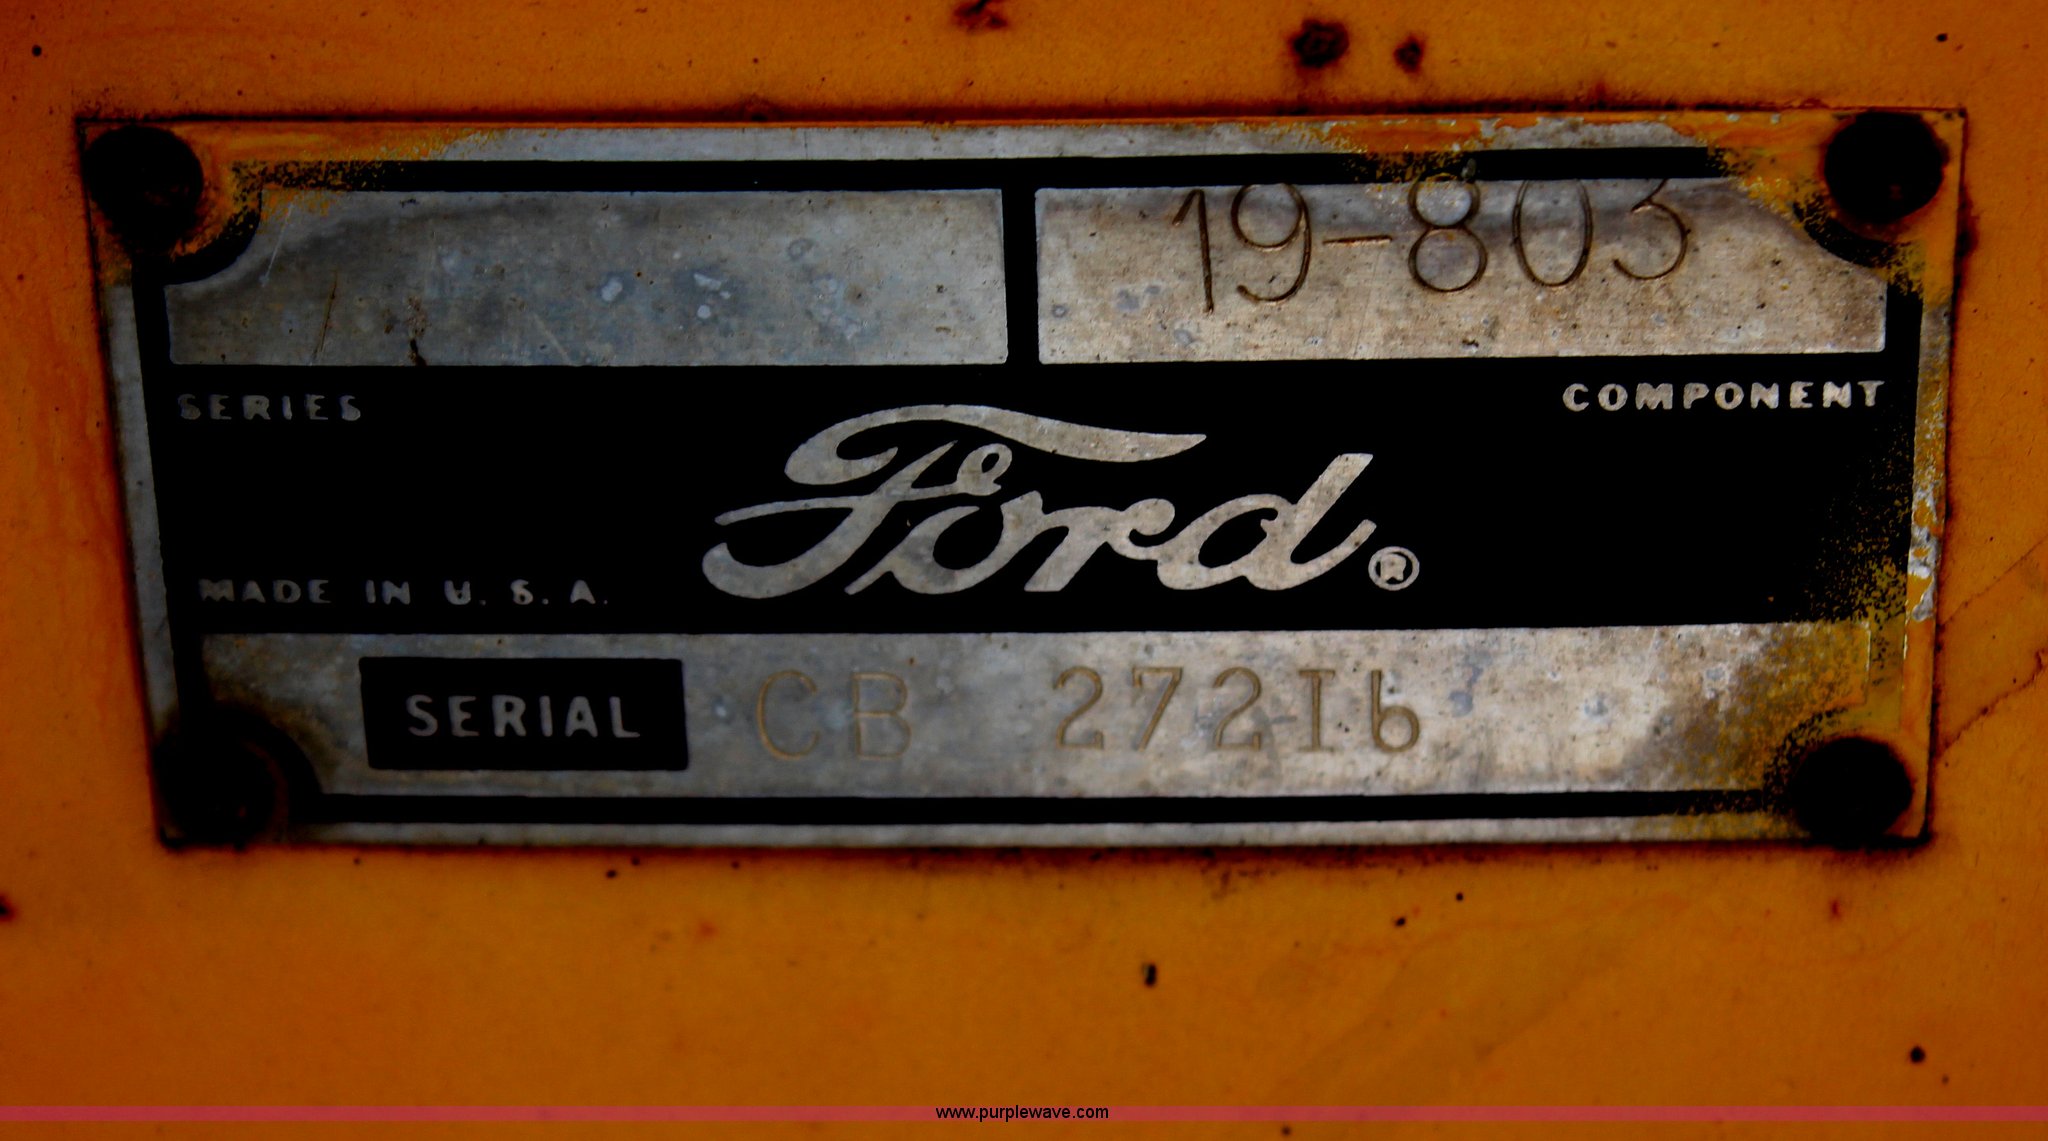 19-803
SERIES
COMPONENT
Ford®
MADE IN U.S.A.
SERIAL CB 27216
www.purplewave.com